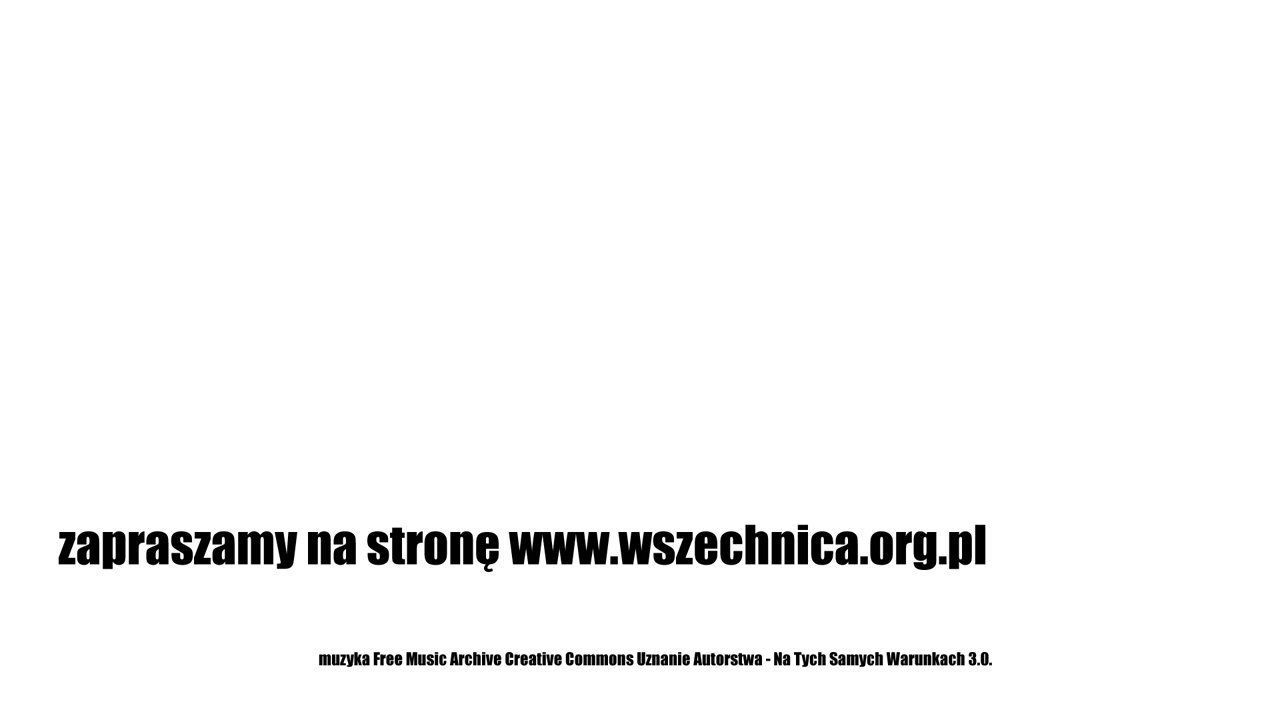 zapraszamy na stronę www.wszechnica.org.pl
muzyka Free Music Archive Creative Commons Uznanie Autorstwa - Na Tych Samych Warunkach 3.0.